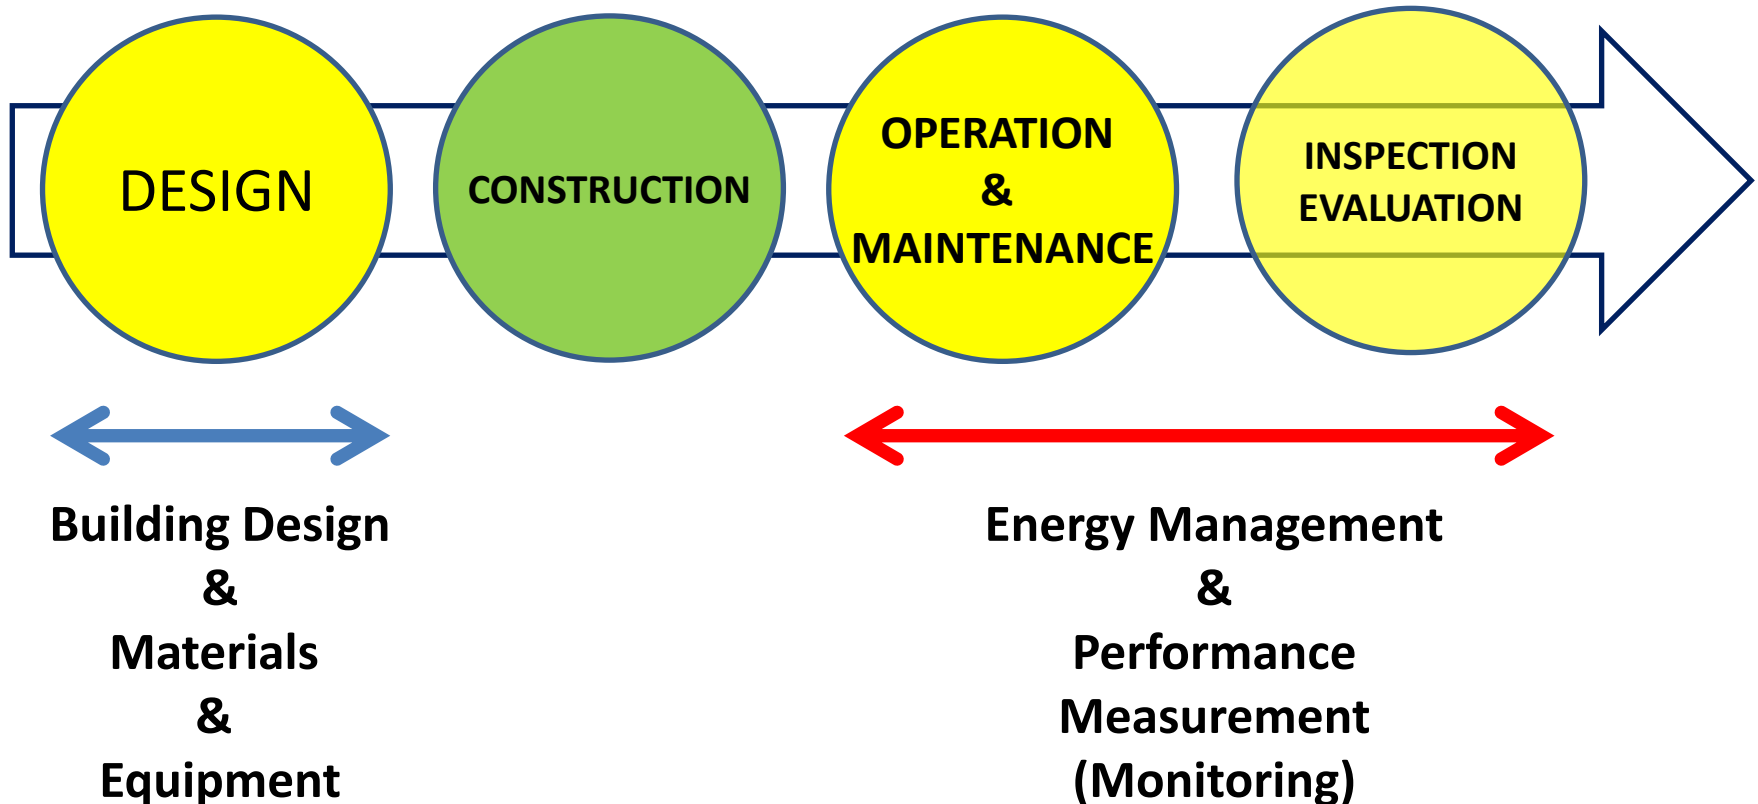 DESIGN
CONSTRUCTION
OPERATION
&
MAINTENANCE
INSPECTION
EVALUATION
Building Design
&
Materials
&
Equipment
Energy Management
&
Performance
Measurement
(Monitoring)